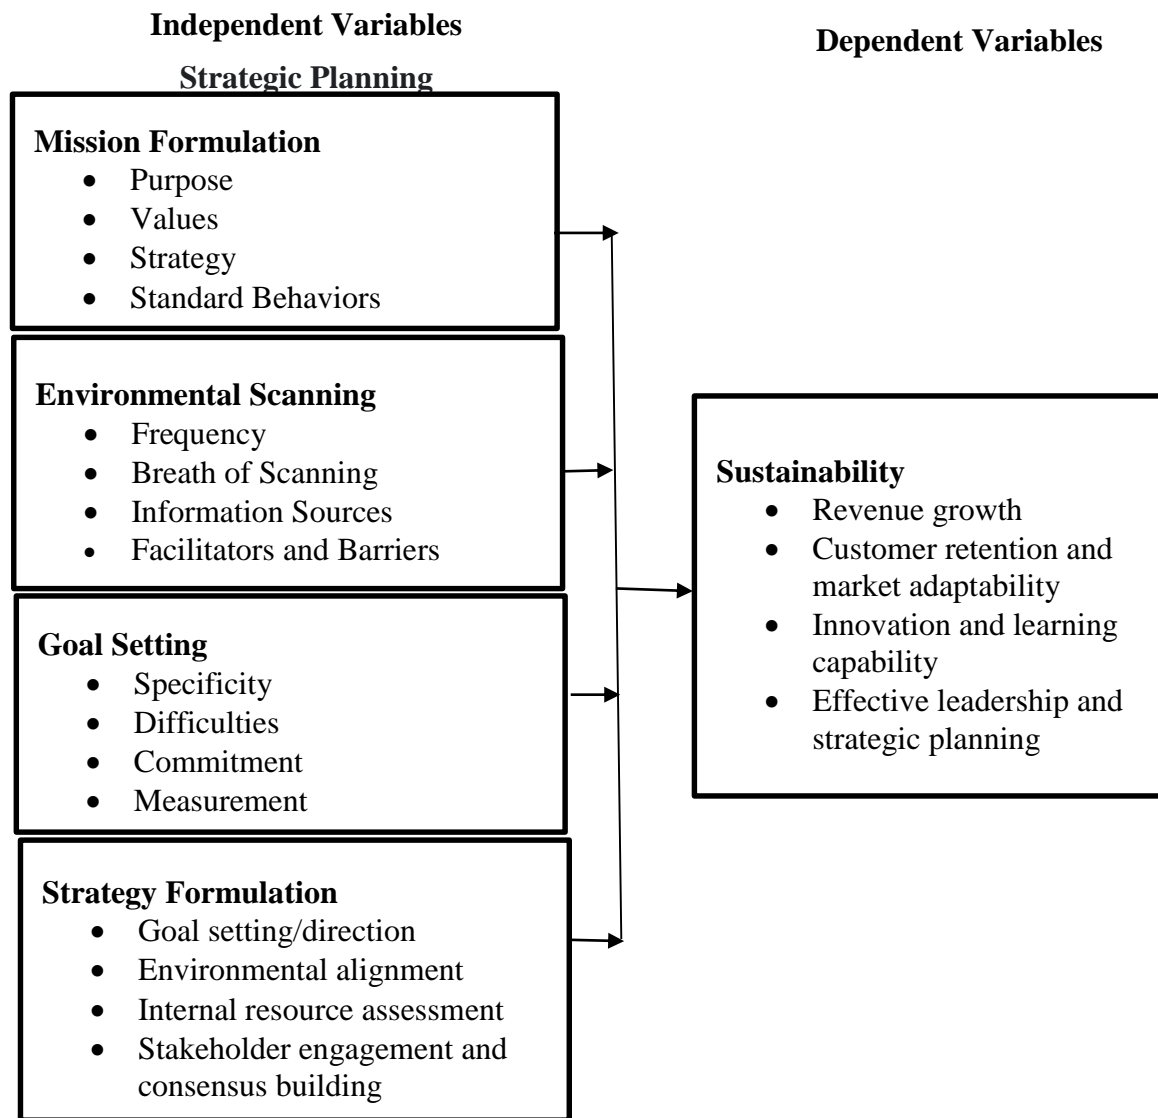 Independent Variables
Dependent Variables
Strategic Planning
Mission Formulation
• Purpose
• Values
• Strategy
• Standard Behaviors
Environmental Scanning
• Frequency
• Breath of Scanning
• Information Sources
• Facilitators and Barriers
Goal Setting
• Specificity
• Difficulties
• Commitment
• Measurement
Strategy Formulation
• Goal setting/direction
• Environmental alignment
• Internal resource assessment
• Stakeholder engagement and
consensus building
Sustainability
• Revenue growth
• Customer retention and
market adaptability
• Innovation and learning
capability
• Effective leadership and
strategic planning